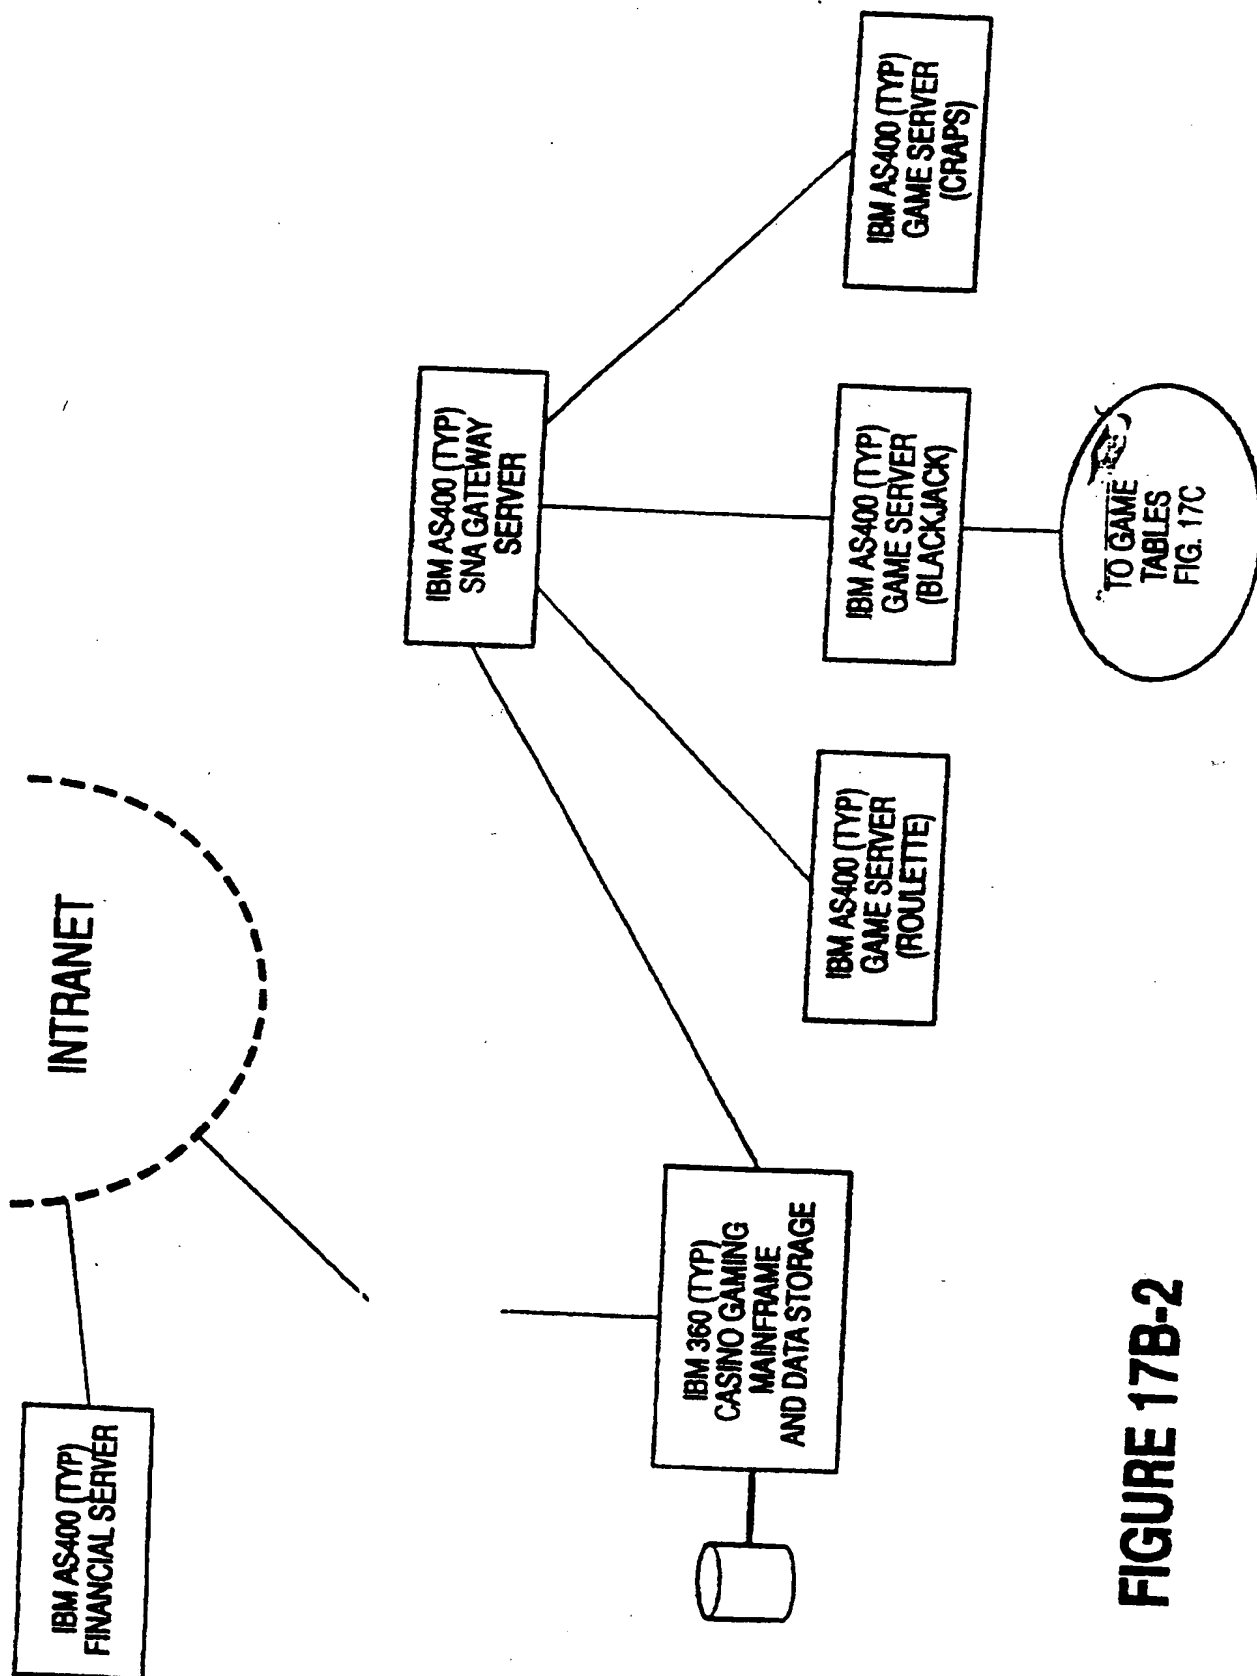 INTRANET
IBM AS400 (TYP)
FINANCIAL SERVER
IBM AS400 (TYP)
SNA GATEWAY
SERVER
IBM 360 (TYP)
CASINO GAMING
MAINFRAME
AND DATA STORAGE
IBM AS400 (TYP)
GAME SERVER
(ROULETTE)
IBM AS400 (TYP)
GAME SERVER
(BLACKJACK)
IBM AS400 (TYP)
GAME SERVER
(CRAPS)
TO GAME
TABLES
FIG. 17C
FIGURE 17B-2